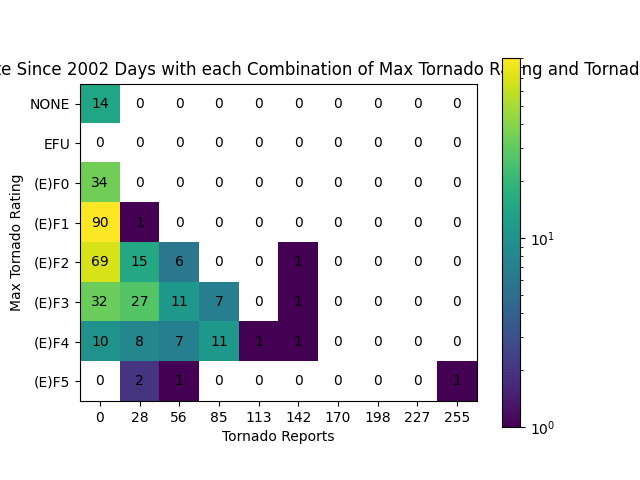 Since 2002 Days with each Combination of Max Tornado Rating and
NONE 14 0 0 0 0 0 0 0 0 0
EFU 0 0 0 0 0 0 0 0 0 0
(E)F0 34 0 0 0 0 0 0 0 0 0
(E)F1 90 1 0 0 0 0 0 0 0 0
(E)F2 69 15 6 0 0 1 0 0 0 0
(E)F3 32 27 11 7 0 1 0 0 0 0
(E)F4 10 8 7 11 1 1 0 0 0 0
(E)F5 0 2 1 0 0 0 0 0 0 1
0 28 56 85 113 142 170 198 227 255
Tornado Reports
Max Tornado Rating
10¹
10⁰